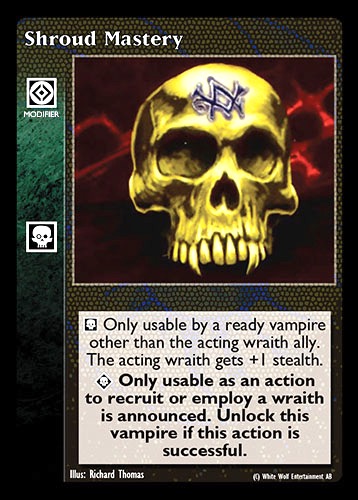 Shroud Mastery
MODIFIER
Only usable by a ready vampire
other than the acting wraith ally.
The acting wraith gets +1 stealth.
Only usable as an action
to recruit or employ a wraith
is announced. Unlock this
vampire if this action is
successful.
Illus: Richard Thomas
(C) White Wolf Entertainment AB